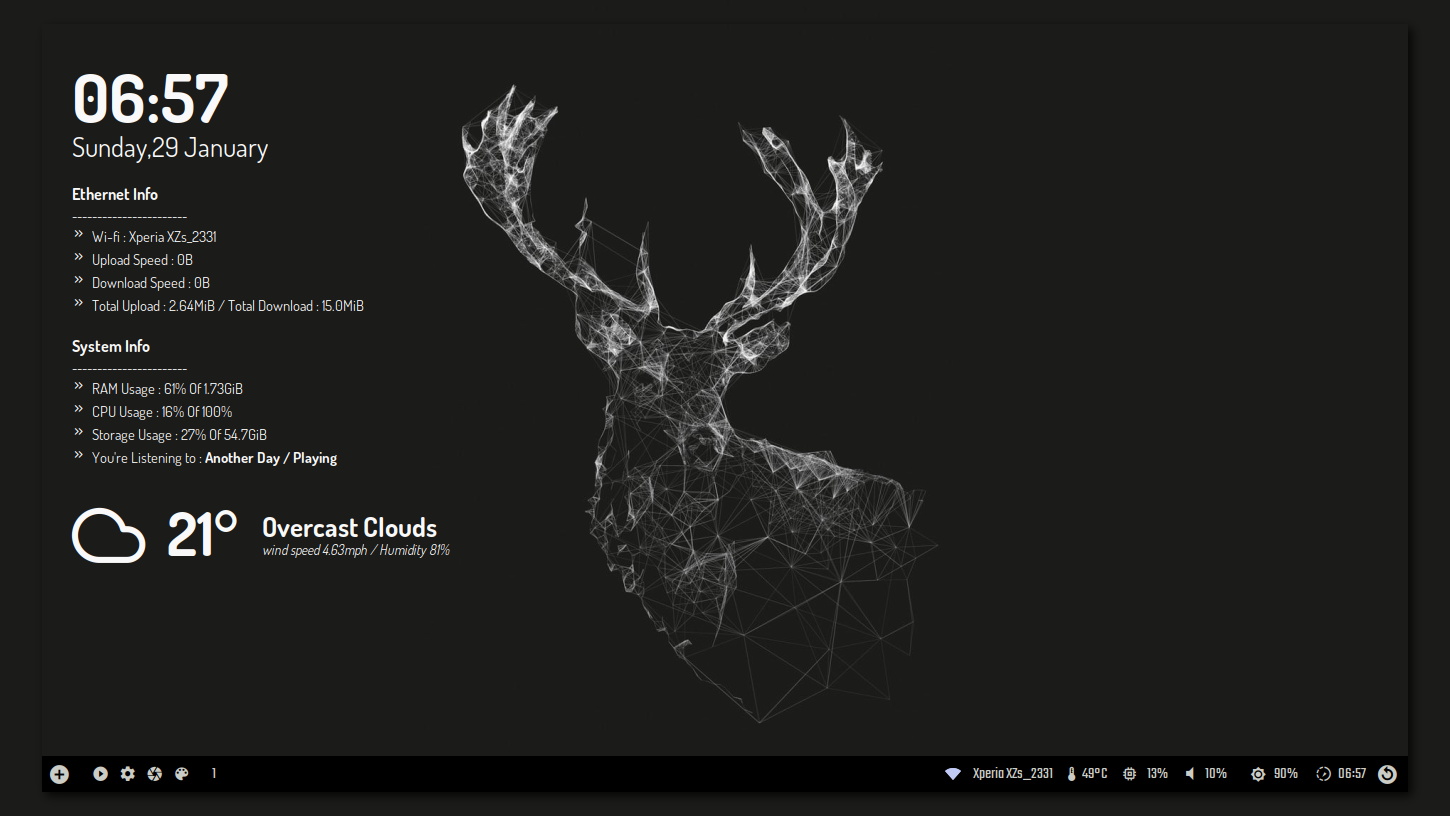 06:57
Sunday,29 January
Ethernet Info
-----------------------
» Wi-fi : Xperia XZs_2331
» Upload Speed : 0B
» Download Speed : 0B
» Total Upload : 2.64MiB / Total Download : 15.0MiB
System Info
-----------------------
» RAM Usage : 61% Of 1.73GiB
» CPU Usage : 16% Of 100%
» Storage Usage : 27% Of 54.7GiB
» You're Listening to : Another Day / Playing
21° Overcast Clouds
wind speed 4.63mph / Humidity 81%
1 Xperia XZs_2331 49°C 13% 10% 90% 06:57